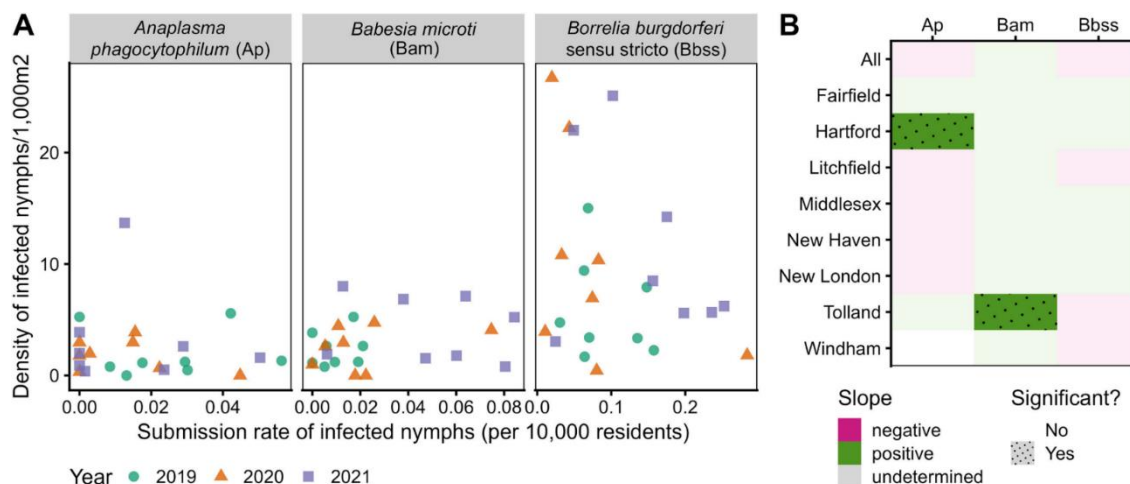 A
Anaplasma
phagocytophilum (Ap)
Babesia microti
(Bam)
Borrelia burgdorferi
sensu stricto (Bbss)
Density of infected nymphs/1,000m2
20
10
0
0.00 0.02 0.04
0.00 0.02 0.04 0.06 0.08
0.0 0.1 0.2
Submission rate of infected nymphs (per 10,000 residents)
Year 2019 2020 2021
B
Ap Bam Bbss
All
Fairfield
Hartford
Litchfield
Middlesex
New Haven
New London
Tolland
Windham
Slope
negative
positive
undetermined
Significant?
No
Yes